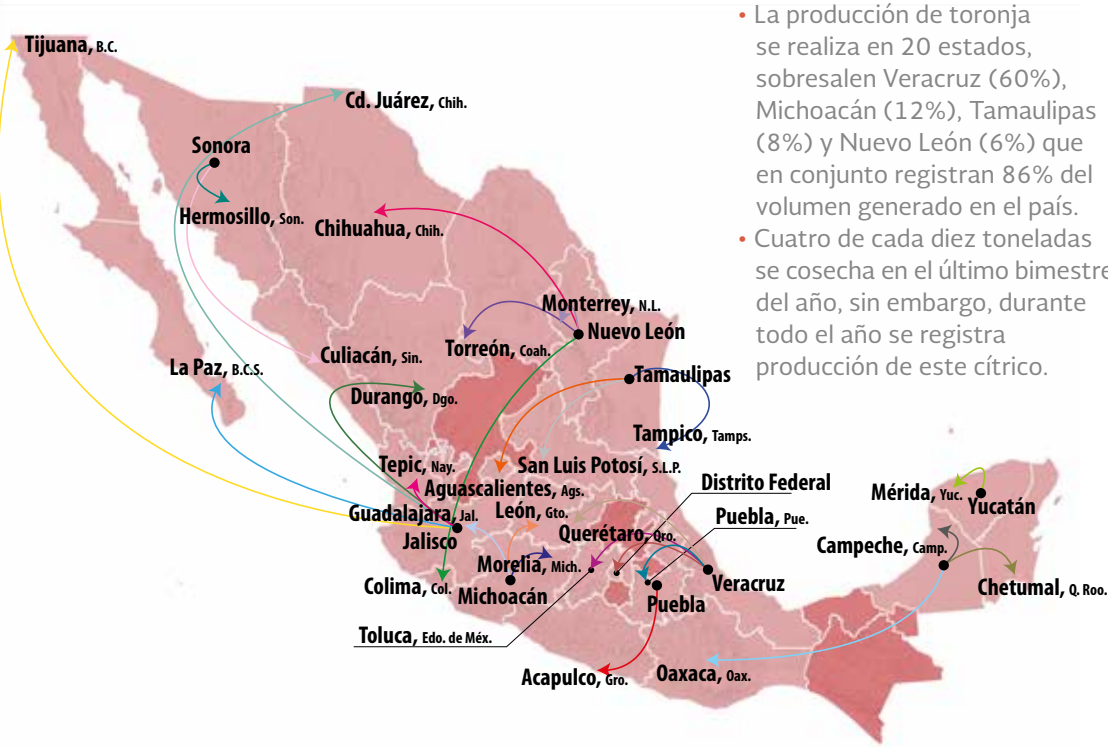 • La producción de toronja
se realiza en 20 estados,
sobresalen Veracruz (60%),
Michoacán (12%), Tamaulipas
(8%) y Nuevo León (6%) que
en conjunto registran 86% del
volumen generado en el país.
• Cuatro de cada diez toneladas
se cosecha en el último bimestre
del año, sin embargo, durante
todo el año se registra
producción de este cítrico.
Tijuana, B.C.
Cd. Juárez, Chih.
Sonora
Hermosillo, Son.
Chihuahua, Chih.
Monterrey, N.L.
Nuevo León
Torreón, Coah.
Culiacán, Sin.
La Paz, B.C.S.
Durango, Dgo.
Tamaulipas
Tampico, Tamps.
Tepic, Nay.
San Luis Potosí, S.L.P.
Aguascalientes, Ags.
León, Gto.
Guadalajara, Jal.
Jalisco
Querétaro, Qro.
Distrito Federal
Puebla, Pue.
Morelia, Mich.
Colima, Col.
Michoacán
Veracruz
Puebla
Toluca, Edo. de Méx.
Acapulco, Gro.
Oaxaca, Oax.
Mérida, Yuc.
Yucatán
Campeche, Camp.
Chetumal, Q. Roo.